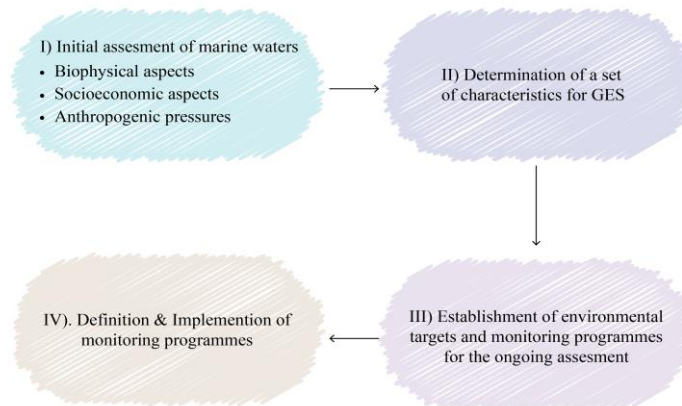 I) Initial assesment of marine waters
• Biophysical aspects
• Socioeconomic aspects
• Anthropogenic pressures
II) Determination of a set
of characteristics for GES
III) Establishment of environmental
targets and monitoring programmes
for the ongoing assesment
IV). Definition & Implemention of
monitoring programmes